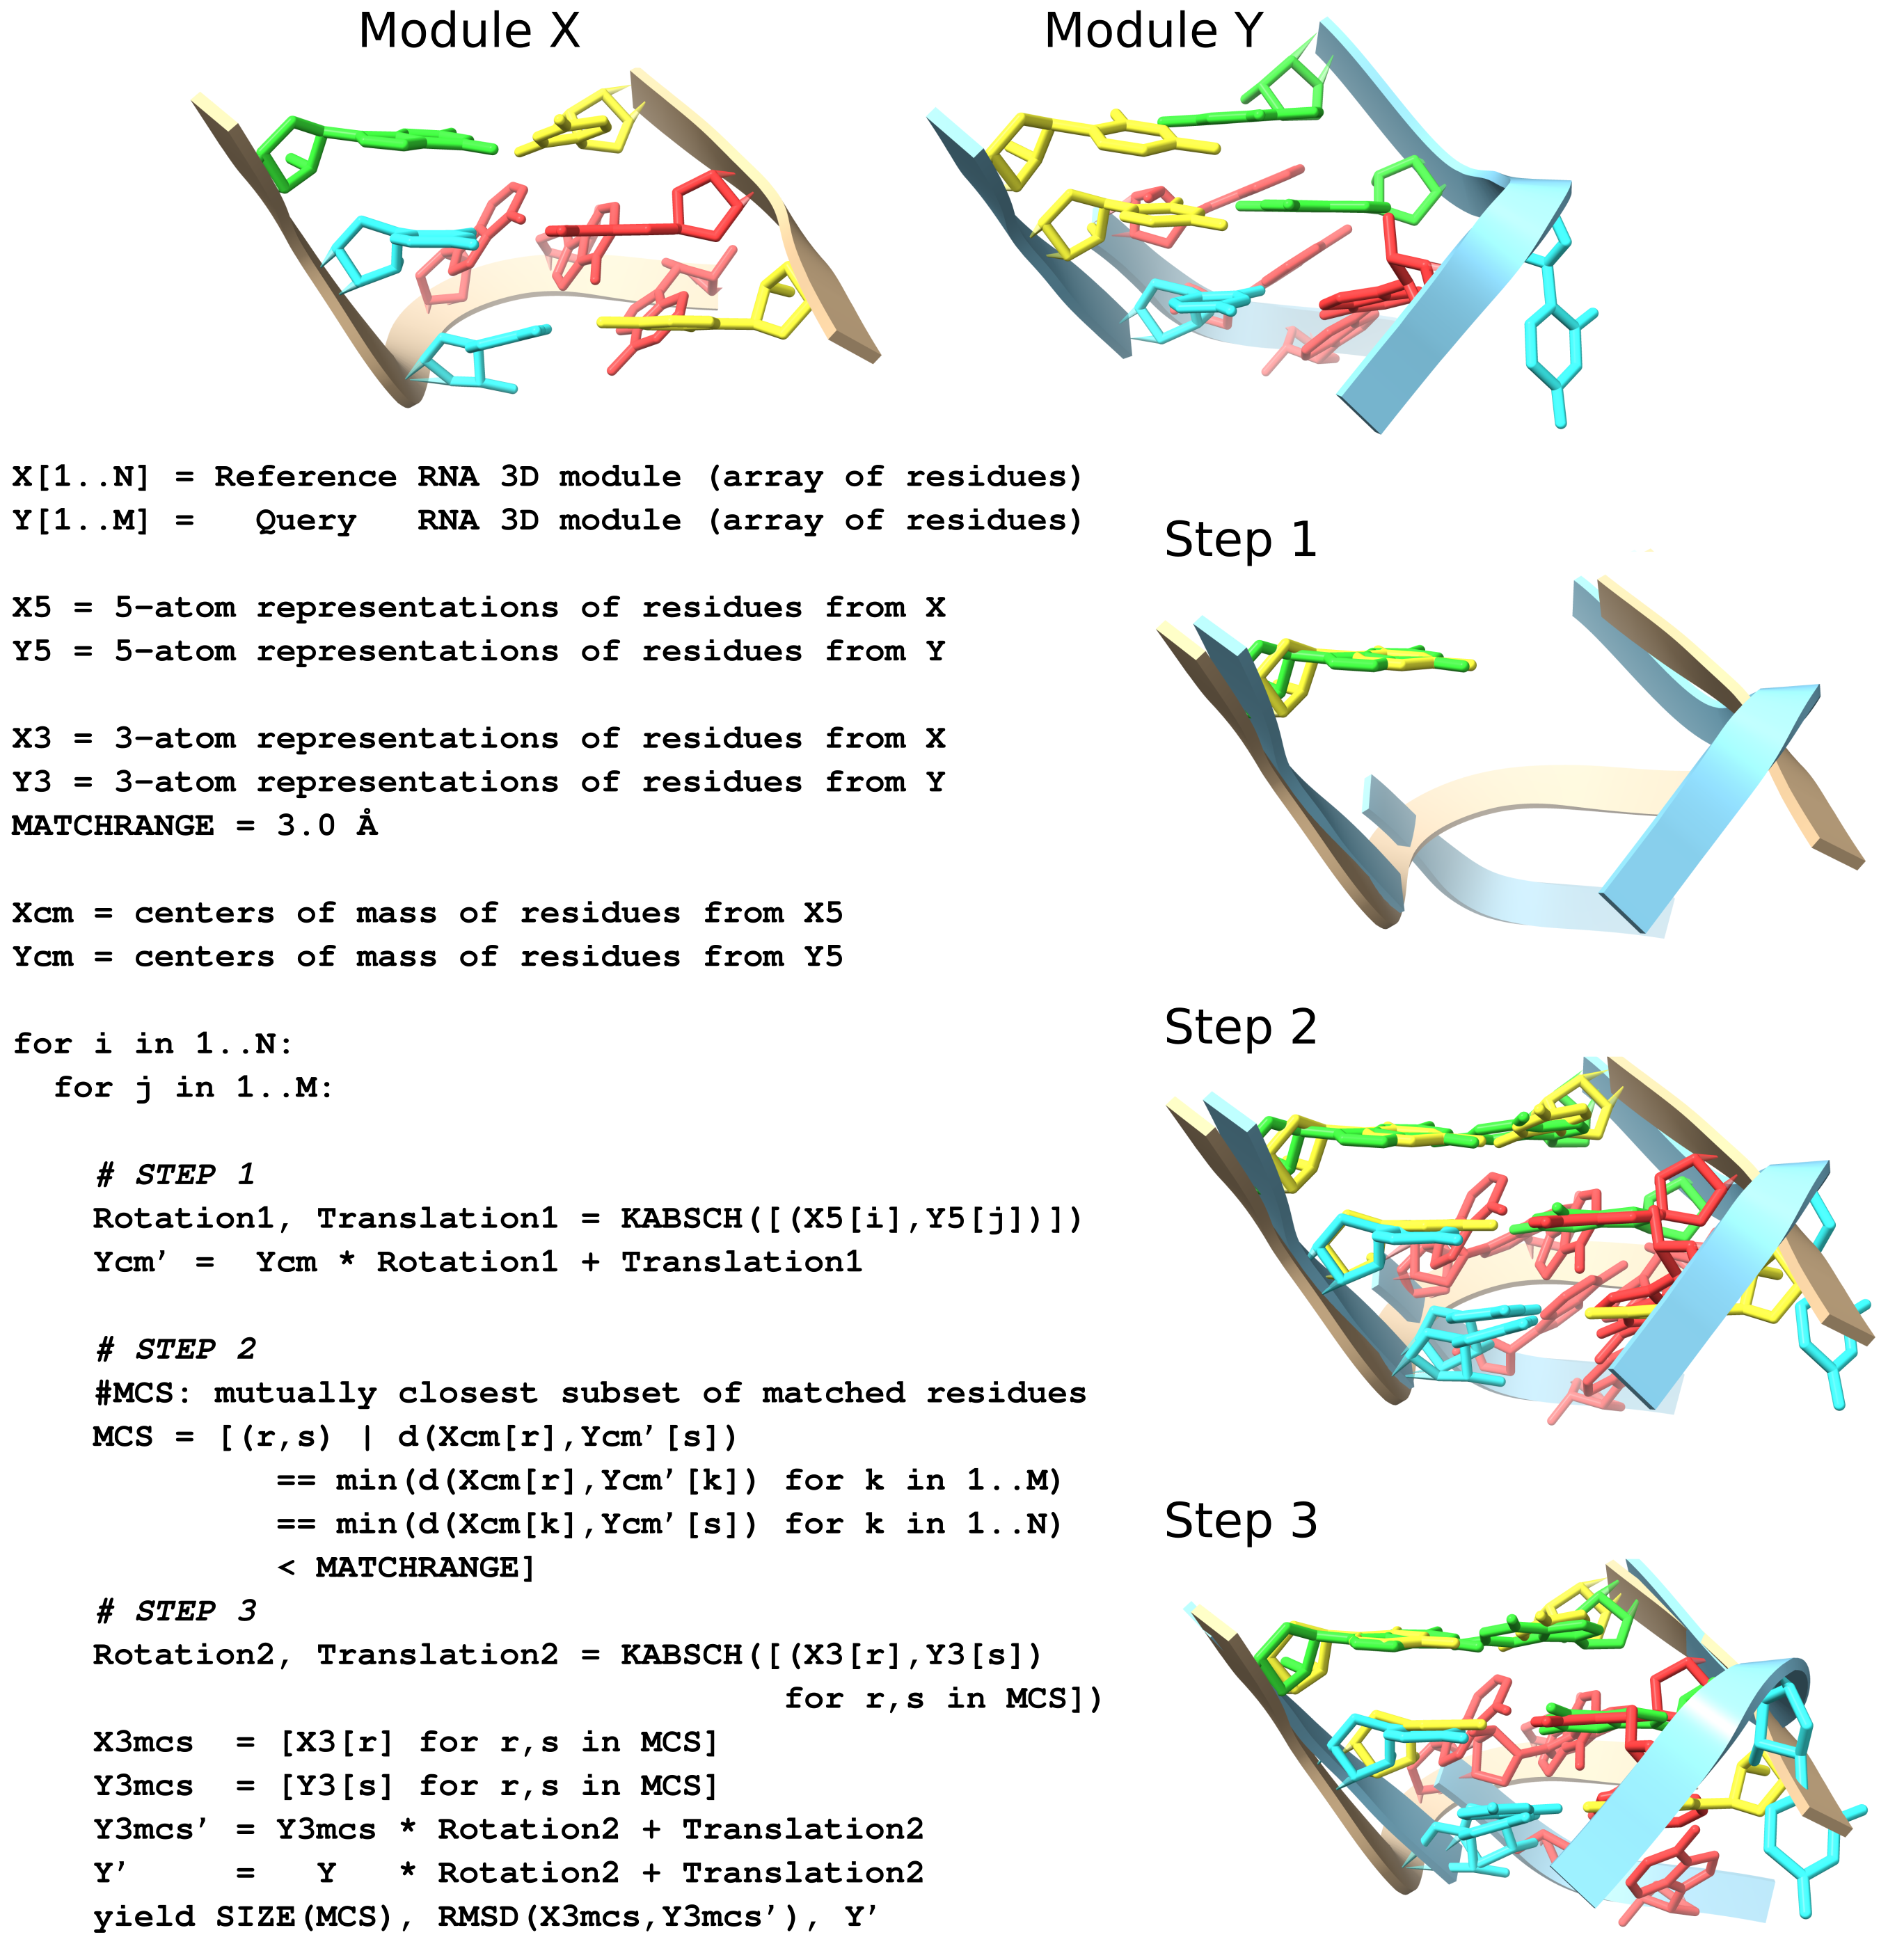 Module X
Module Y
X[1..N] = Reference RNA 3D module (array of residues)
Y[1..M] =   Query   RNA 3D module (array of residues)
X5 = 5-atom representations of residues from X
Y5 = 5-atom representations of residues from Y
X3 = 3-atom representations of residues from X
Y3 = 3-atom representations of residues from Y
MATCHRANGE = 3.0 Å
Xcm = centers of mass of residues from X5
Ycm = centers of mass of residues from Y5
for i in 1..N:
  for j in 1..M:
    # STEP 1
    Rotation1, Translation1 = KABSCH([(X5[i],Y5[j])])
    Ycm’ =  Ycm * Rotation1 + Translation1
    # STEP 2
    #MCS: mutually closest subset of matched residues
    MCS = [(r,s) | d(Xcm[r],Ycm’[s])
             == min(d(Xcm[r],Ycm’[k]) for k in 1..M)
             == min(d(Xcm[k],Ycm’[s]) for k in 1..N)
             < MATCHRANGE]
    # STEP 3
    Rotation2, Translation2 = KABSCH([(X3[r],Y3[s])
                                      for r,s in MCS])
    X3mcs  = [X3[r] for r,s in MCS]
    Y3mcs  = [Y3[s] for r,s in MCS]
    Y3mcs’ = Y3mcs * Rotation2 + Translation2
    Y’     =   Y   * Rotation2 + Translation2
    yield SIZE(MCS), RMSD(X3mcs,Y3mcs’), Y’
Step 1
Step 2
Step 3